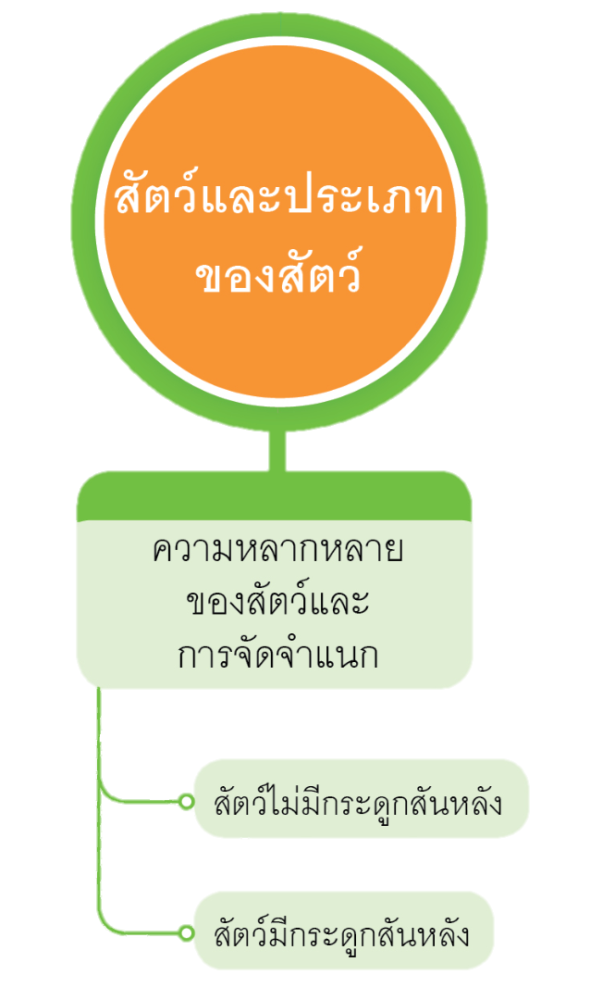 สัตว์และประเภท
ของสัตว์
ความหลากหลาย
ของสัตว์และ
การจัดจำแนก
สัตว์ไม่มีกระดูกสันหลัง
สัตว์มีกระดูกสันหลัง